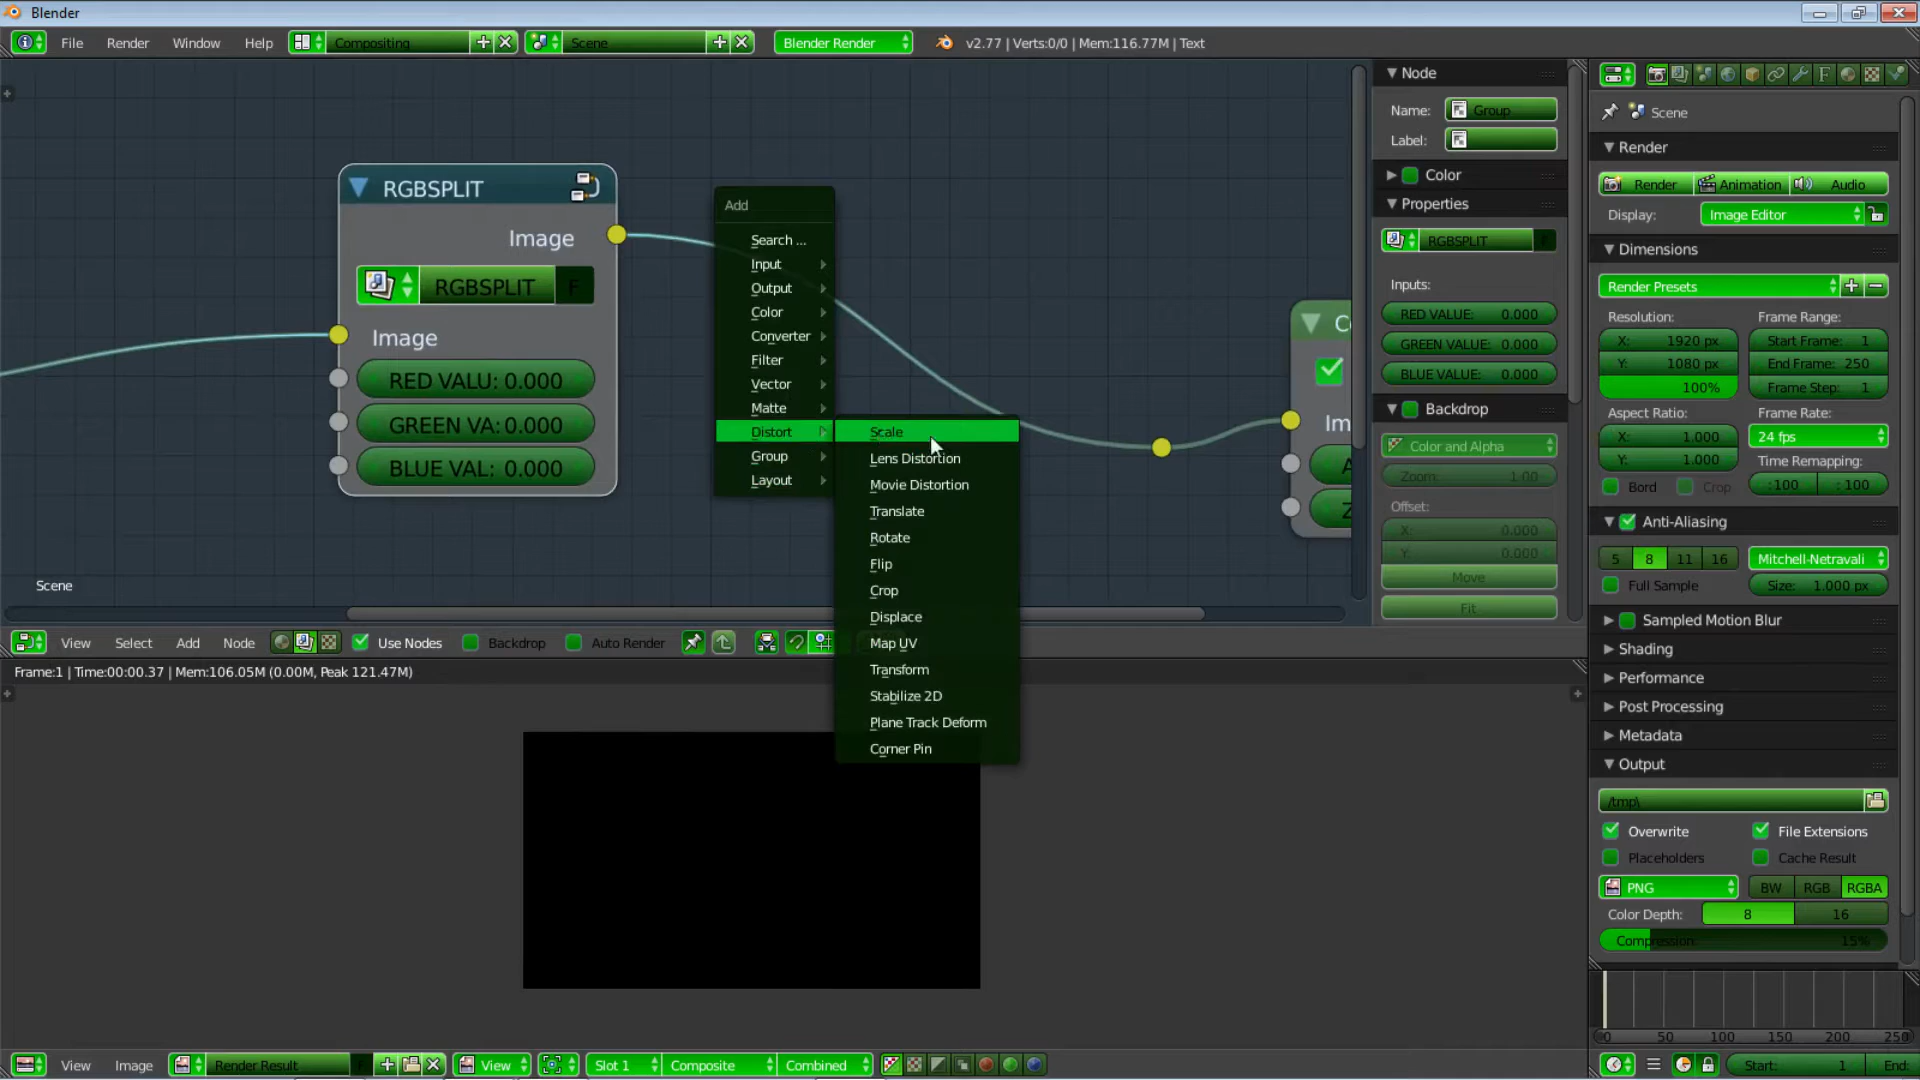 Blender
File Render Window Help Compositing Scene Blender Render v2.77 | Verts:0/0 | Mem:116.77M | Text
RGBSPLIT
Image
RGBSPLIT F
Image
RED VALU: 0.000
GREEN VA: 0.000
BLUE VAL: 0.000
Scene
Add
Search ...
Input
Output
Color
Converter
Filter
Vector
Matte
Distort
Group
Layout
Scale
Lens Distortion
Movie Distortion
Translate
Rotate
Flip
Crop
Displace
Map UV
Transform
Stabilize 2D
Plane Track Deform
Corner Pin
Im
Node
Name: Group
Label:
Color
Properties
RGBSPLIT
Inputs:
RED VALUE: 0.000
GREEN VALUE: 0.000
BLUE VALUE: 0.000
Backdrop
Color and Alpha
Zoom: 1.00
Offset:
X: 0.000
Y: 0.000
Move
Fit
Scene
Render
Render Animation Audio
Display: Image Editor
Dimensions
Render Presets
Resolution: Frame Range:
X: 1920 px Start Frame: 1
Y: 1080 px End Frame: 250
100% Frame Step: 1
Aspect Ratio: Frame Rate:
X: 1.000 24 fps
Y: 1.000 Time Remapping:
Bord Crop :100 : 100
Anti-Aliasing
5 8 11 16 Mitchell-Netravali
Full Sample Size: 1.000 px
Sampled Motion Blur
Shading
Performance
Post Processing
Metadata
Output
/tmp\
Overwrite File Extensions
Placeholders Cache Result
PNG BW RGB RGBA
Color Depth: 8 16
Compression: 15%
View Select Add Node Use Nodes Backdrop Auto Render
Frame:1 | Time:00:00.37 | Mem:106.05M (0.00M, Peak 121.47M)
0 50 100 150 200 250
View Image Render Result F View Slot 1 Composite Combined
Start: 1 End: